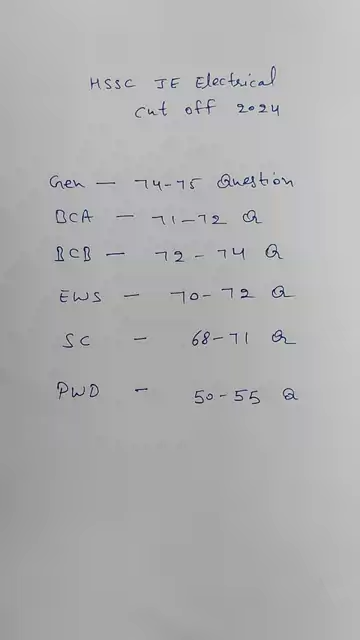 HSSC JE Electrical
Cut off 2024
Gen - 74-75 Question
BCA - 71-72 Q
BCB - 72-74 Q
EWS - 70-72 Q
SC - 68-71 Q
PWD - 50-55 Q